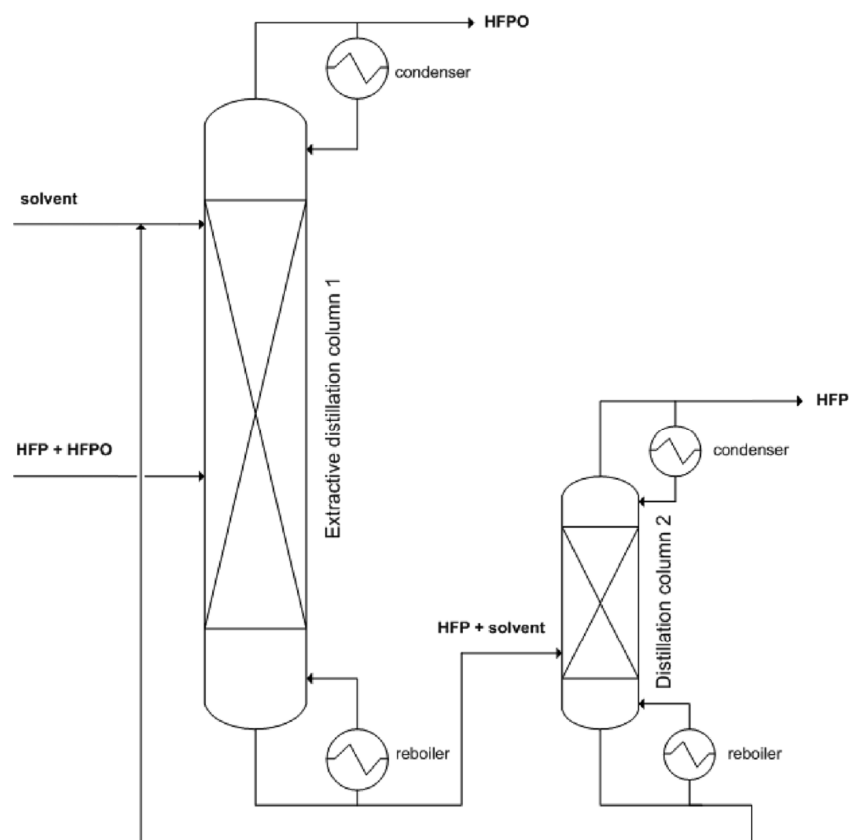 HFPO
condenser
solvent
Extractive distillation column 1
HFP + HFPO
HFP
condenser
Distillation column 2
HFP + solvent
reboiler
reboiler